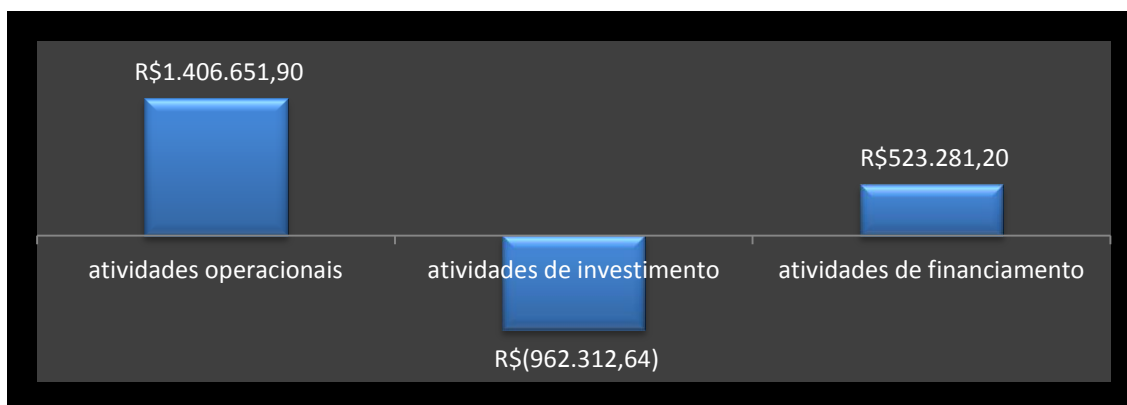 R$1.406.651,90
R$523.281,20
atividades operacionais
atividades de investimento
atividades de financiamento
R$(962.312,64)